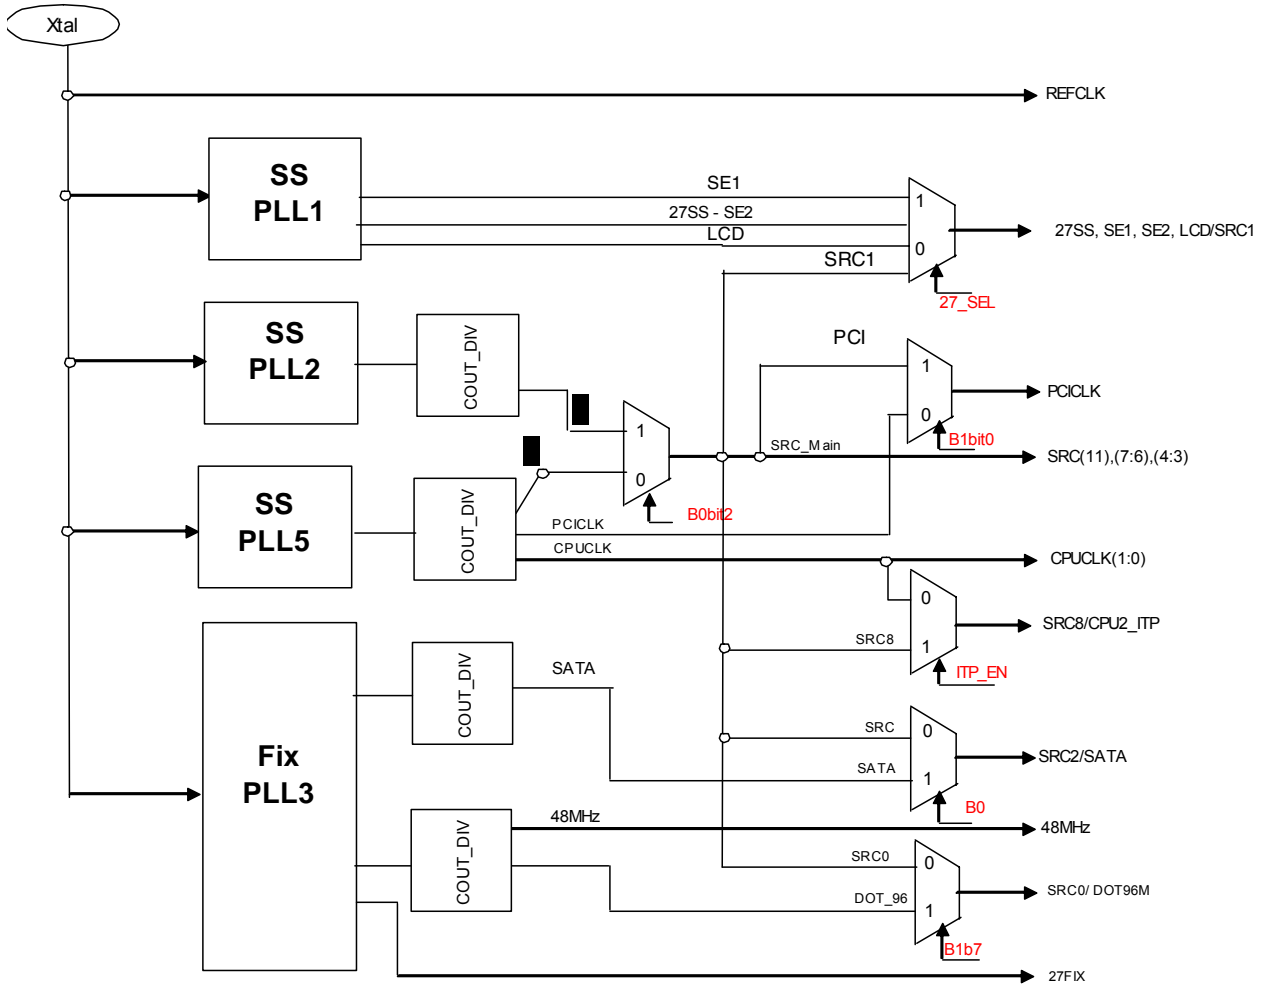 Xtal
REFCLK
SS
PLL1
SE1
27SS - SE2
LCD
SRC1
1
0
27SS, SE1, SE2, LCD/SRC1
27_SEL
SS
PLL2
COUT_DIV
PCI
1
0
PCICLK
B1bit0
1
0
SRC_Main
SRC(11),(7:6),(4:3)
B0bit2
SS
PLL5
COUT_DIV
PCICLK
CPUCLK
CPUCLK(1:0)
0
SRC8
1
SRC8/CPU2_ITP
ITP_EN
Fix
PLL3
COUT_DIV
SATA
SRC
0
SATA
1
SRC2/SATA
B0
COUT_DIV
48MHz
48MHz
SRC0
0
DOT_96
1
SRC0/ DOT96M
B1b7
27FIX